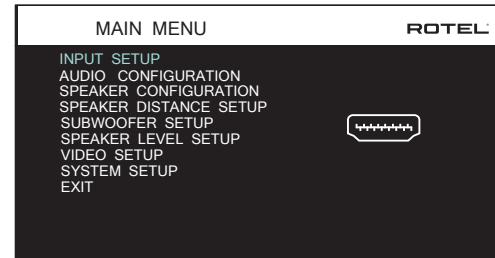 MAIN MENU ROTEL
INPUT SETUP
AUDIO CONFIGURATION
SPEAKER CONFIGURATION
SPEAKER DISTANCE SETUP
SUBWOOFER SETUP
SPEAKER LEVEL SETUP
VIDEO SETUP
SYSTEM SETUP
EXIT